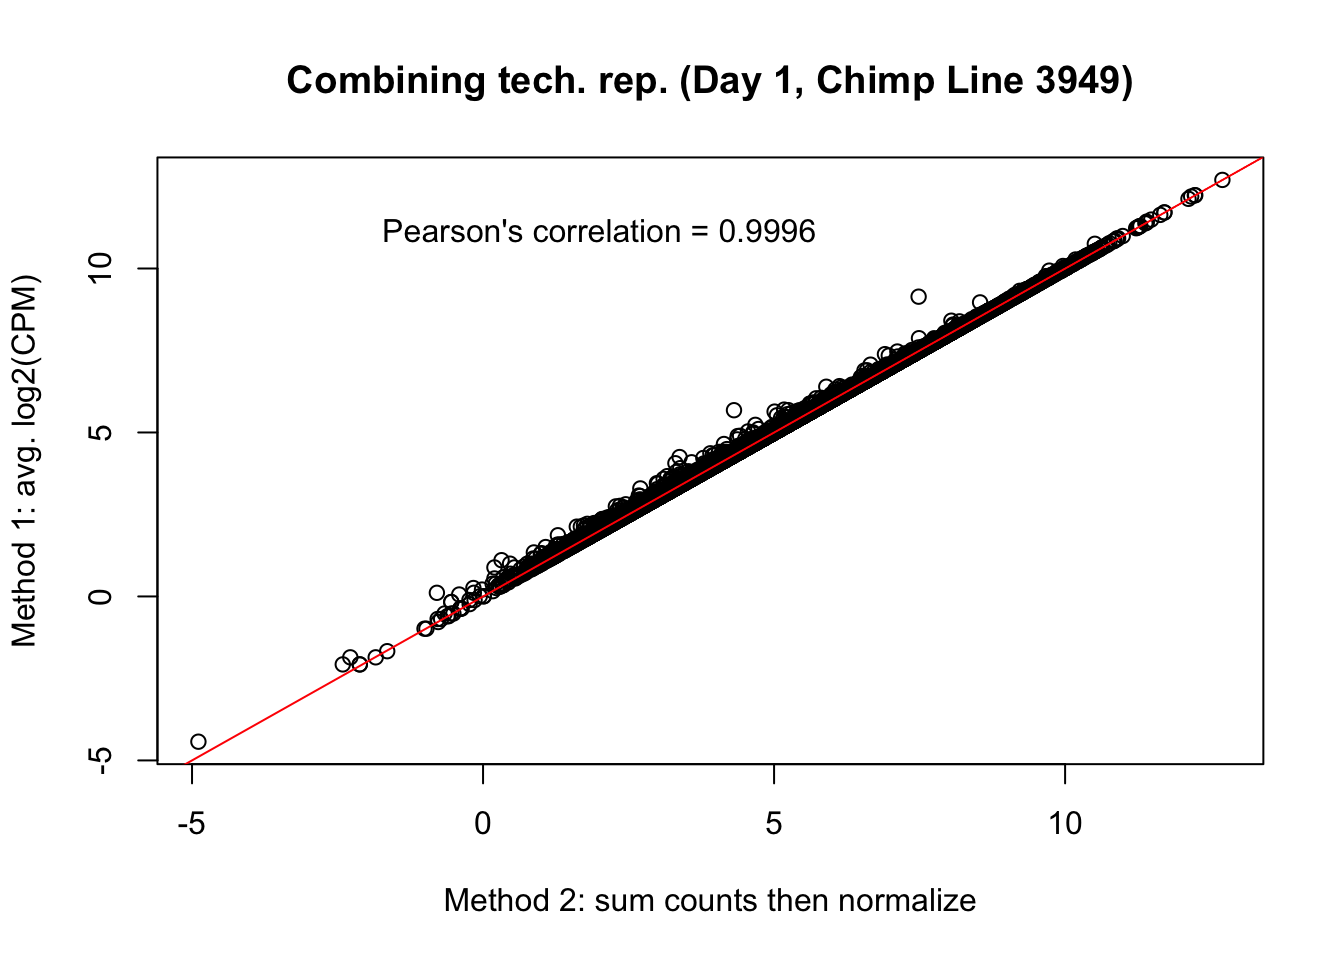 Combining tech. rep. (Day 1, Chimp Line 3949)
Pearson's correlation = 0.9996
Method 1: avg. log2(CPM)
10
5
0
-5
-5 0 5 10
Method 2: sum counts then normalize